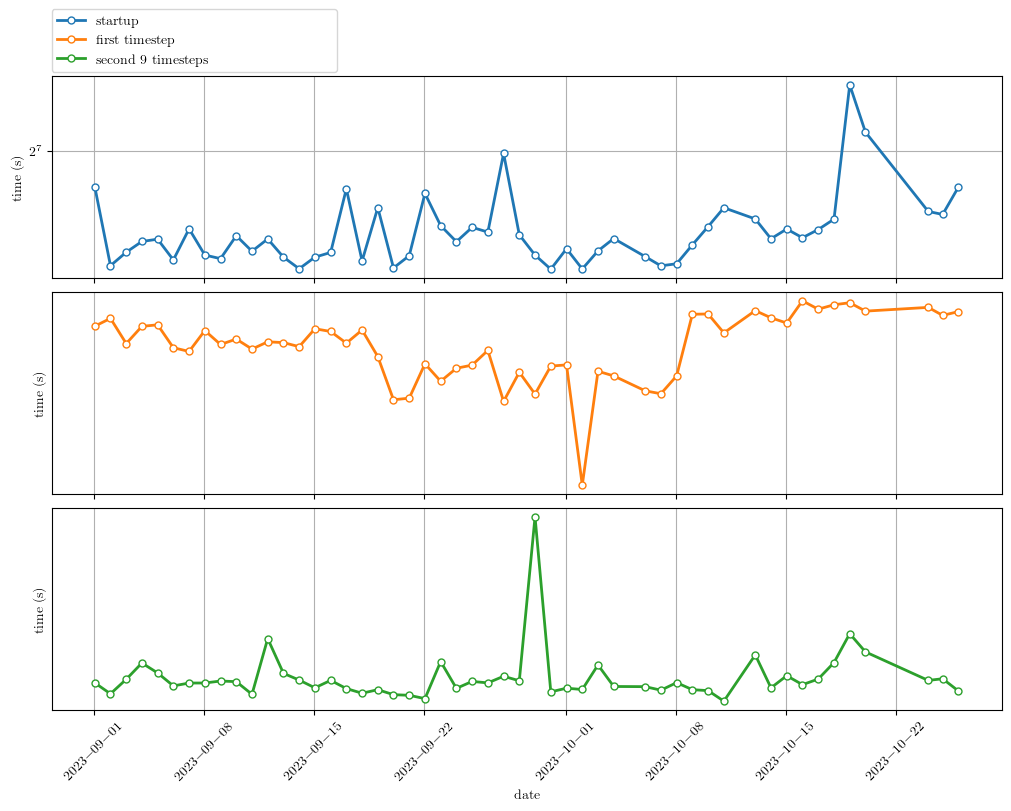 startup
first timestep
second 9 timesteps
time (s)
2^7
time (s)
time (s)
2023−09−01
2023−09−08
2023−09−15
2023−09−22
2023−10−01
2023−10−08
2023−10−15
2023−10−22
date